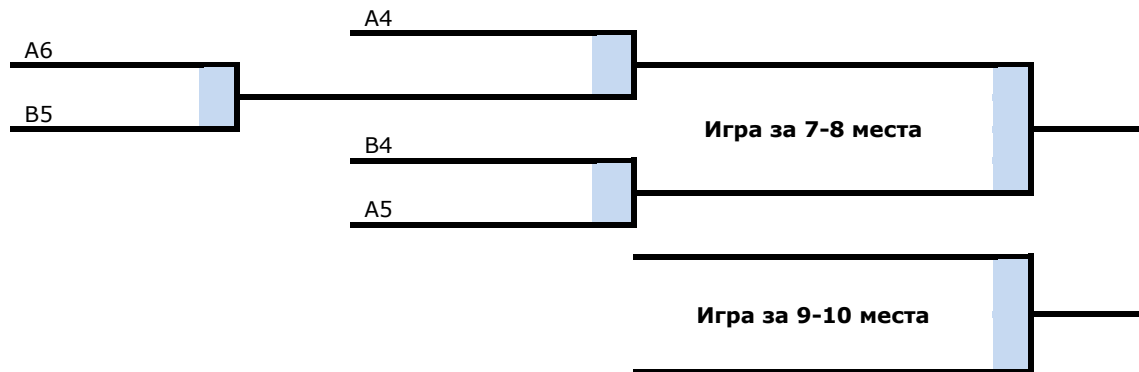 A4
A6
B5
Игра за 7-8 места
B4
A5
Игра за 9-10 места